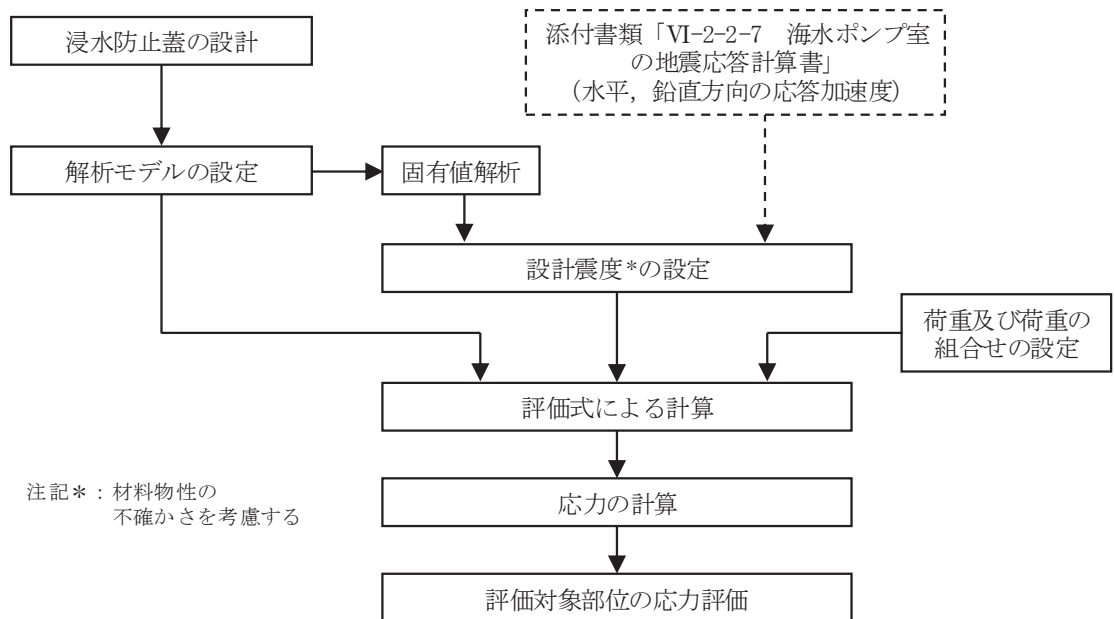 浸水防止蓋の設計
添付書類「Ⅵ-2-2-7　海水ポンプ室
の地震応答計算書」
（水平，鉛直方向の応答加速度）
解析モデルの設定
固有値解析
設計震度*の設定
荷重及び荷重の
組合せの設定
評価式による計算
注記＊：材料物性の
不確かさを考慮する
応力の計算
評価対象部位の応力評価